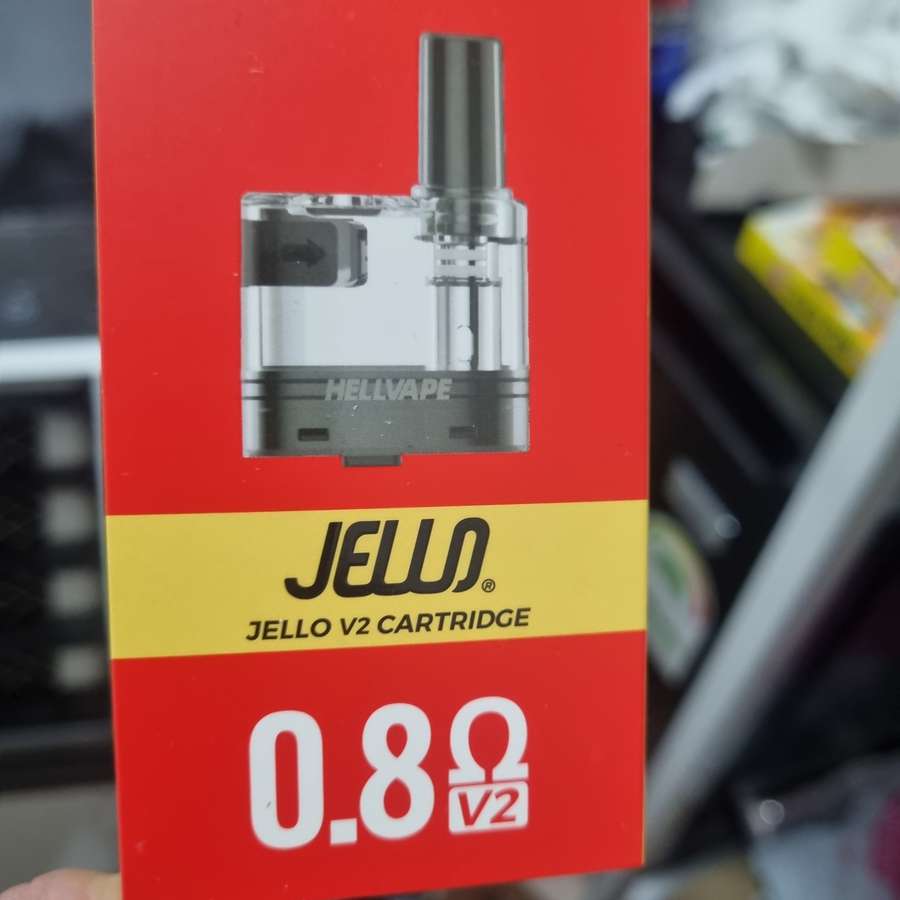 HELLVAPE
JELLO®
JELLO V2 CARTRIDGE
0.8Ω
V2